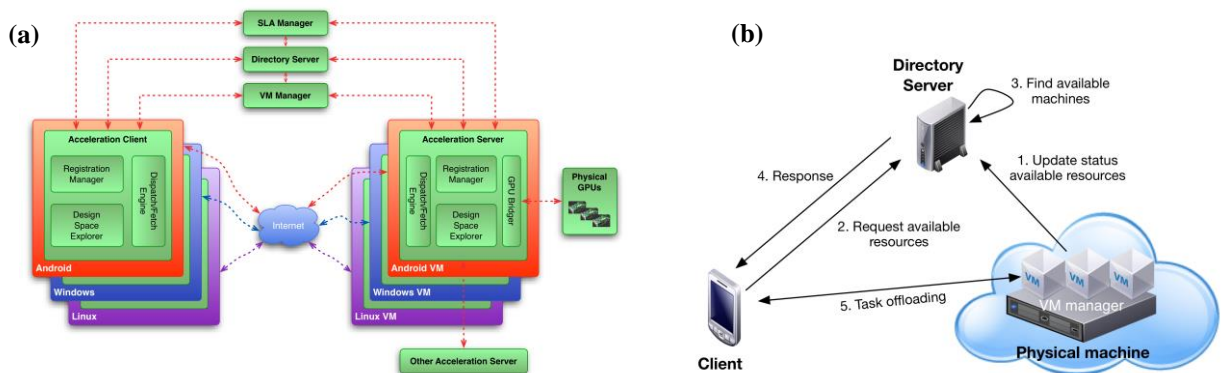 (a)
SLA Manager
Directory Server
VM Manager
Acceleration Client
Registration
Manager
Dispatch/Fetch
Engine
Design
Space
Explorer
Android
Windows
Linux
Internet
Acceleration Server
Dispatch/Fetch
Engine
Registration
Manager
Design
Space
Explorer
GPU Bridger
Android VM
Windows VM
Linux VM
Physical
GPUs
Other Acceleration Server
(b)
Directory
Server
3. Find available
machines
1. Update status
available resources
4. Response
2. Request available
resources
5. Task offloading
Client
VM
VM
VM
VM manager
Physical machine